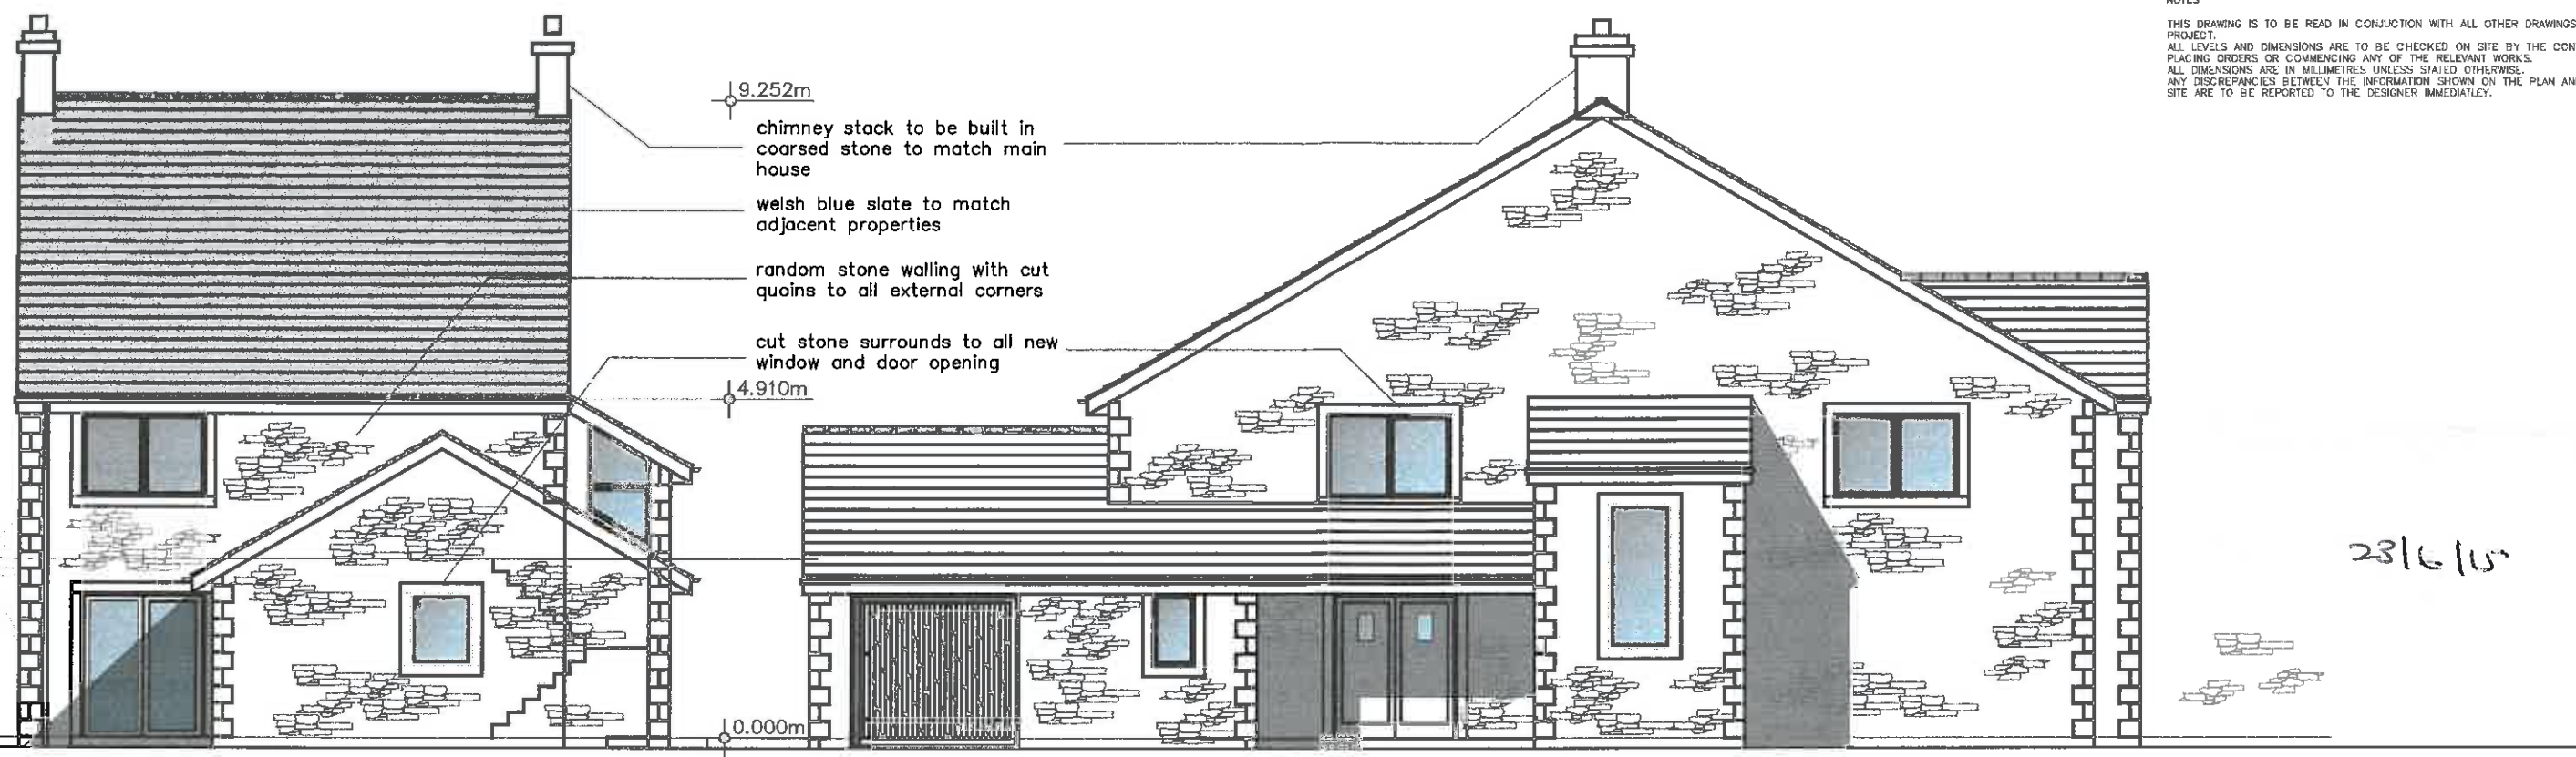 NOTES
THIS DRAWING IS TO BE READ IN CONJUCTION WITH ALL OTHER DRAWINGS
PROJECT.
ALL LEVELS AND DIMENSIONS ARE TO BE CHECKED ON SITE BY THE CON
PLACING ORDERS OR COMMENCING ANY OF THE RELEVANT WORKS.
ALL DIMENSIONS ARE IN MILLIMETRES UNLESS STATED OTHERWISE.
ANY DISCREPANCIES BETWEEN THE INFORMATION SHOWN ON THE PLAN AN
SITE ARE TO BE REPORTED TO THE DESIGNER IMMEDIATLEY.
9.252m
chimney stack to be built in
coarsed stone to match main
house
welsh blue slate to match
adjacent properties
random stone walling with cut
quoins to all external corners
cut stone surrounds to all new
window and door opening
4.910m
0.000m
23/6/15